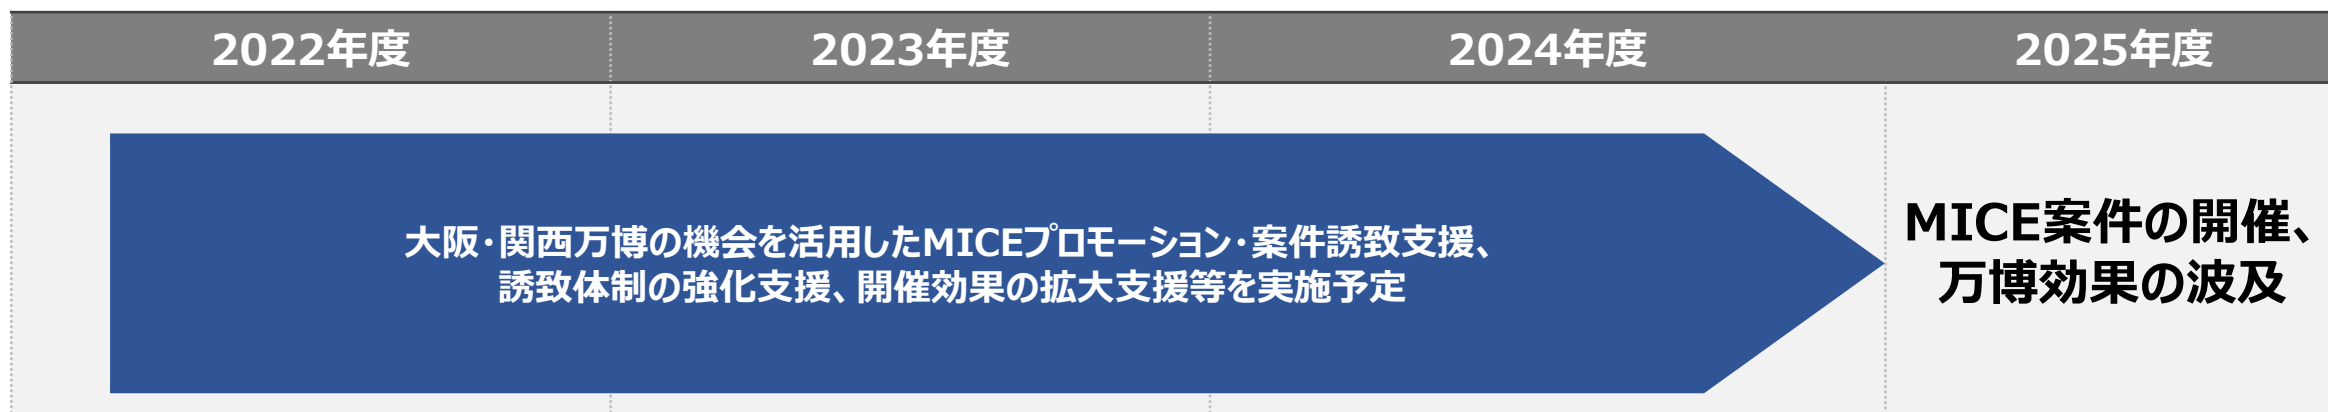 2022年度
2023年度
2024年度
2025年度
大阪・関西万博の機会を活用したMICEプロモーション・案件誘致支援、
誘致体制の強化支援、開催効果の拡大支援等を実施予定
MICE案件の開催、
万博効果の波及